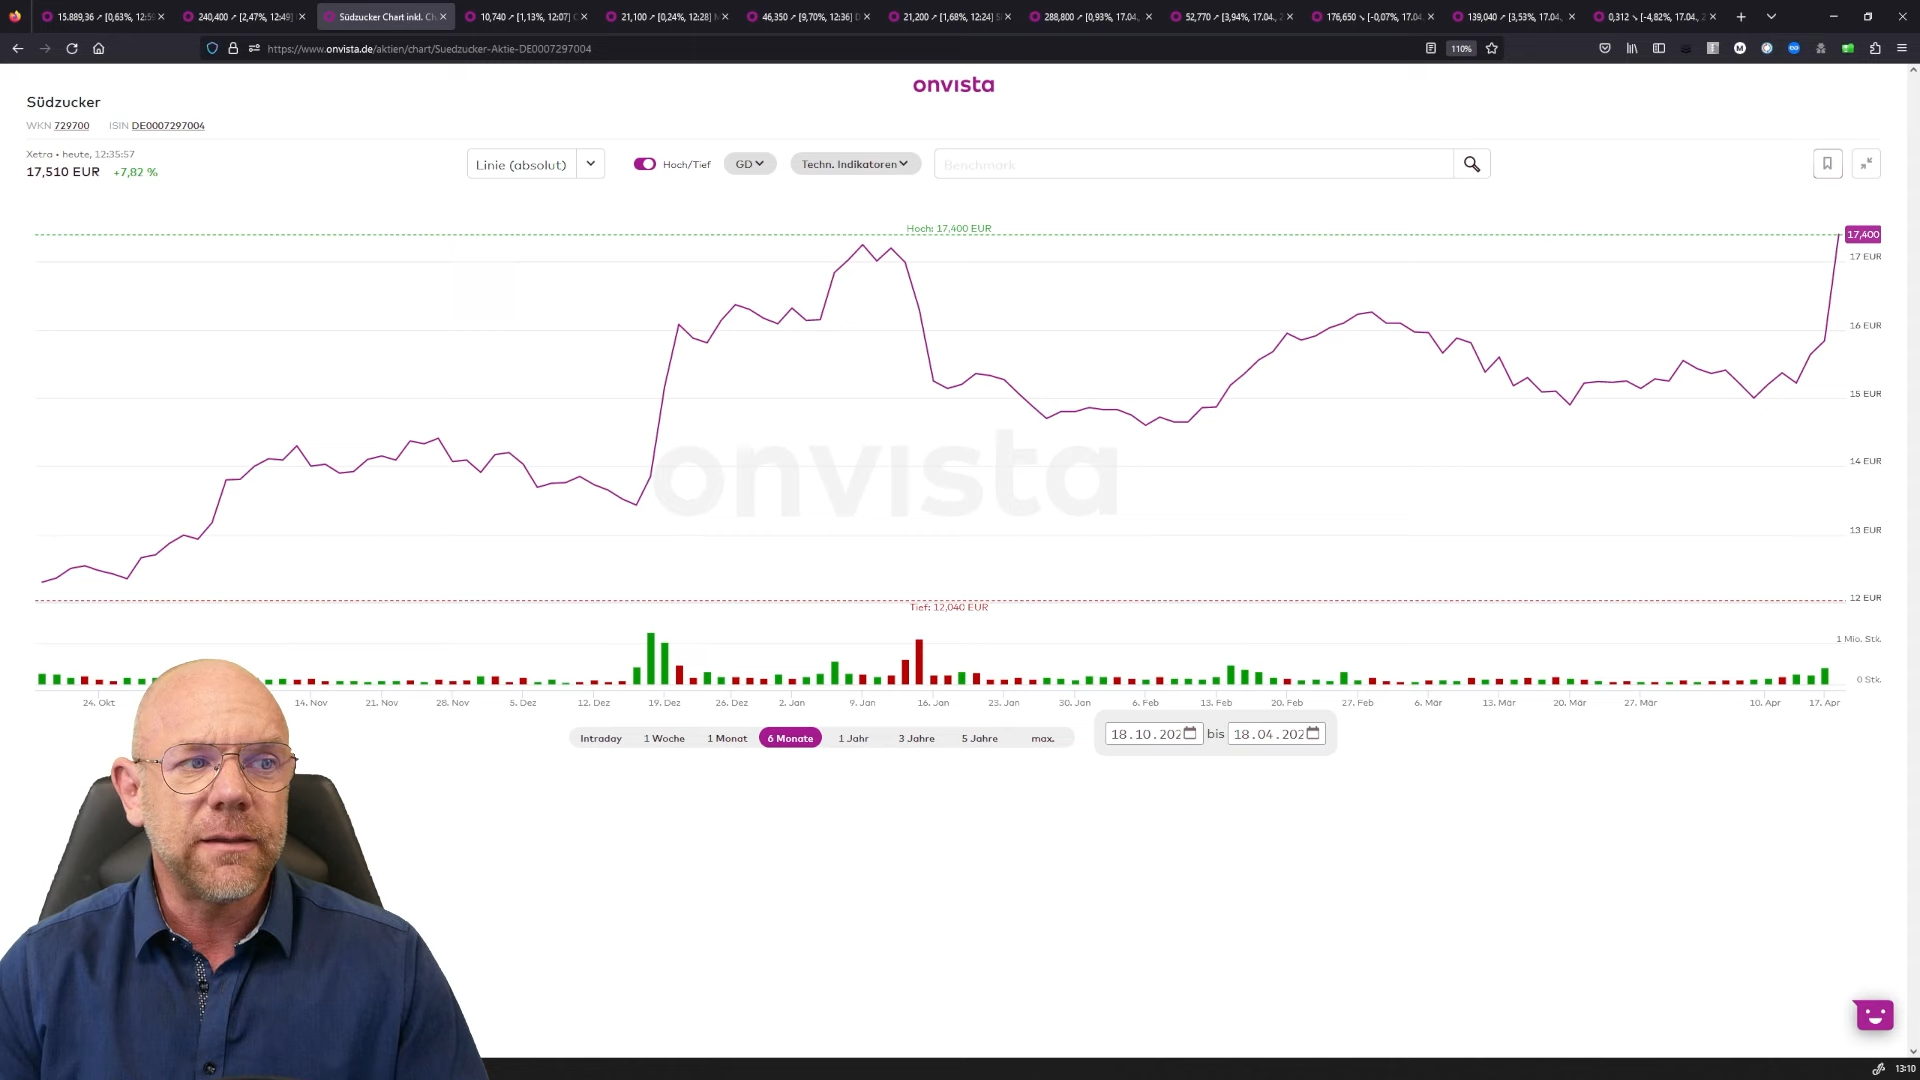 15.889,36 ↗ [0,63%, 12:59
240,400 ↗ [2,47%, 12:49]
Südzucker Chart inkl. Ch
10,740 ↗ [1,13%, 12:07]
21,100 ↗ [0,24%, 12:28]
46,350 ↗ [9,70%, 12:36]
21,200 ↗ [1,68%, 12:24]
288,800 ↗ [0,93%, 17.04.
52,770 ↗ [3,94%, 17.04.,
176,650 ↘ [-0,07%, 17.04
139,040 ↗ [3,53%, 17.04.
0,312 ↘ [-4,82%, 17.04.,
https://www.onvista.de/aktien/chart/Suedzucker-Aktie-DE0007297004
110%
onvista
Südzucker
WKN 729700 ISIN DE0007297004
Xetra • heute, 12:35:57
17,510 EUR +7,82 %
Linie (absolut)
Hoch/Tief
GD
Techn. Indikatoren
Benchmark
Hoch: 17,400 EUR
17,400
17 EUR
16 EUR
15 EUR
14 EUR
13 EUR
12 EUR
onvista
Tief: 12,040 EUR
1 Mio. Stk.
0 Stk.
24. Okt 14. Nov 21. Nov 28. Nov 5. Dez 12. Dez 19. Dez 26. Dez 2. Jan 9. Jan 16. Jan 23. Jan 30. Jan 6. Feb 13. Feb 20. Feb 27. Feb 6. Mär 13. Mär 20. Mär 27. Mär 10. Apr 17. Apr
Intraday 1 Woche 1 Monat 6 Monate 1 Jahr 3 Jahre 5 Jahre max.
18.10.202 bis 18.04.202
13:10